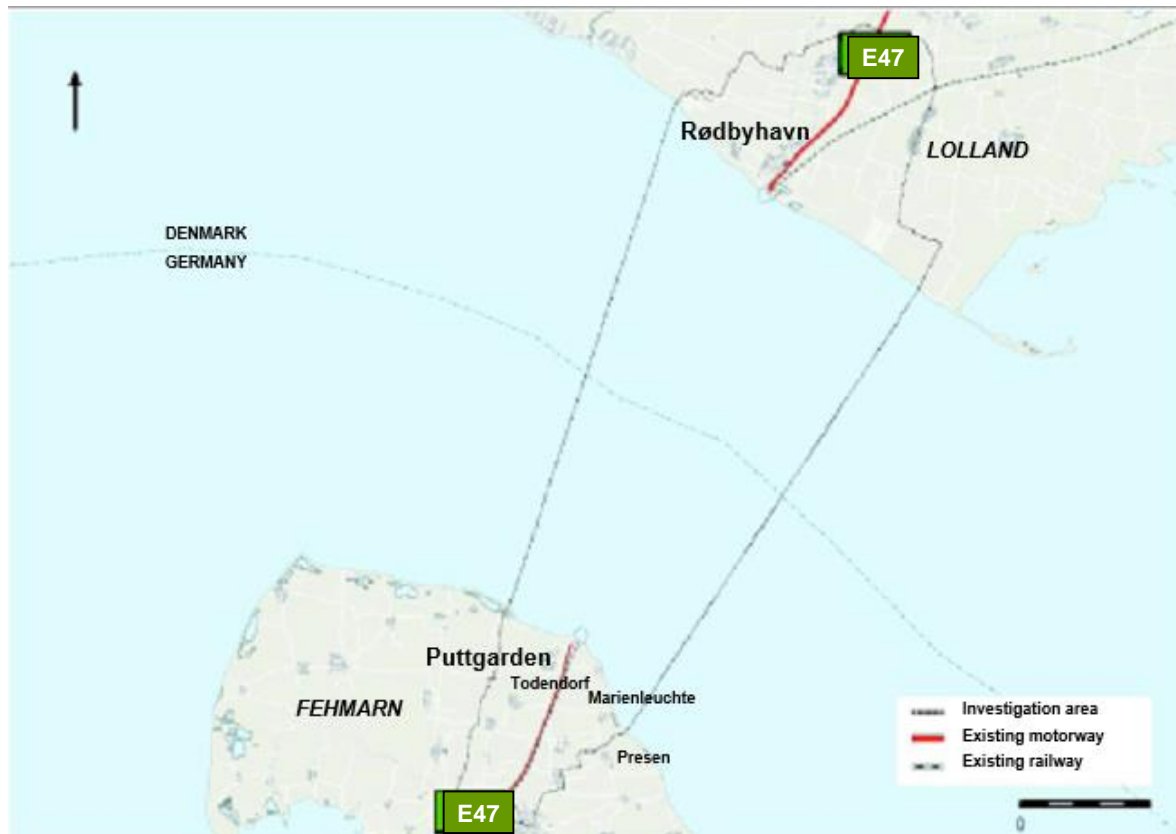 E47
Rødbyhavn
LOLLAND
DENMARK
GERMANY
Puttgarden
Todendorf
Marienleuchte
FEHMARN
Presen
Investigation area
Existing motorway
Existing railway
E47
0